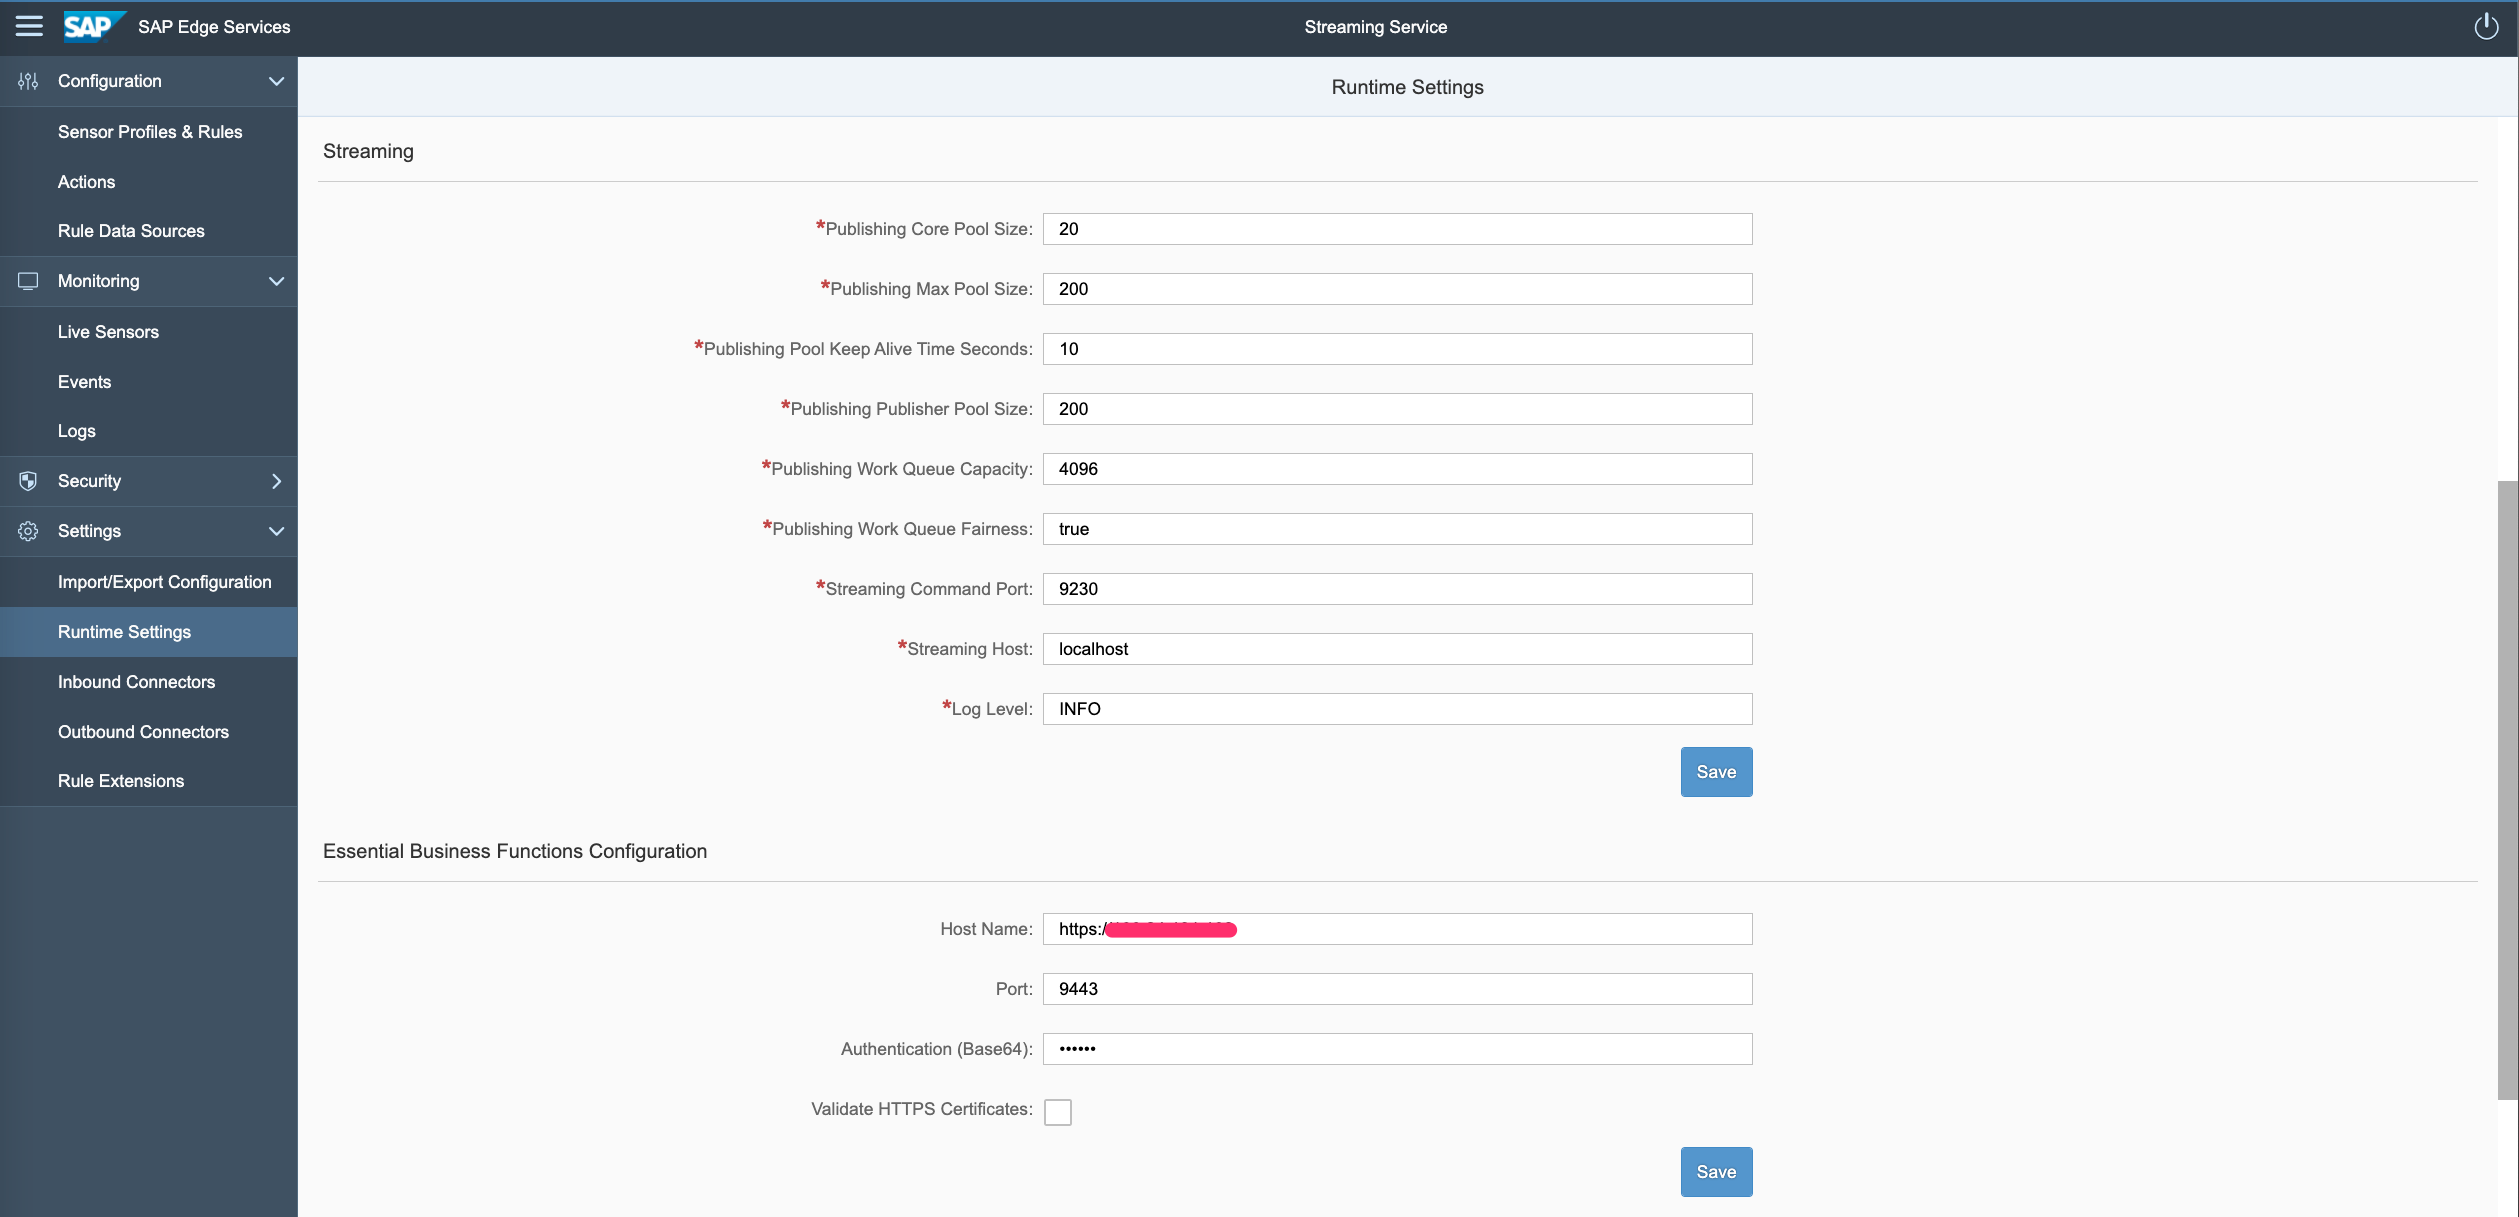 SAP SAP Edge Services
Streaming Service
Configuration
Sensor Profiles & Rules
Actions
Rule Data Sources
Monitoring
Live Sensors
Events
Logs
Security
Settings
Import/Export Configuration
Runtime Settings
Inbound Connectors
Outbound Connectors
Rule Extensions
Runtime Settings
Streaming
*Publishing Core Pool Size: 20
*Publishing Max Pool Size: 200
*Publishing Pool Keep Alive Time Seconds: 10
*Publishing Publisher Pool Size: 200
*Publishing Work Queue Capacity: 4096
*Publishing Work Queue Fairness: true
*Streaming Command Port: 9230
*Streaming Host: localhost
*Log Level: INFO
Save
Essential Business Functions Configuration
Host Name: https:/
Port: 9443
Authentication (Base64): ••••••
Validate HTTPS Certificates:
Save